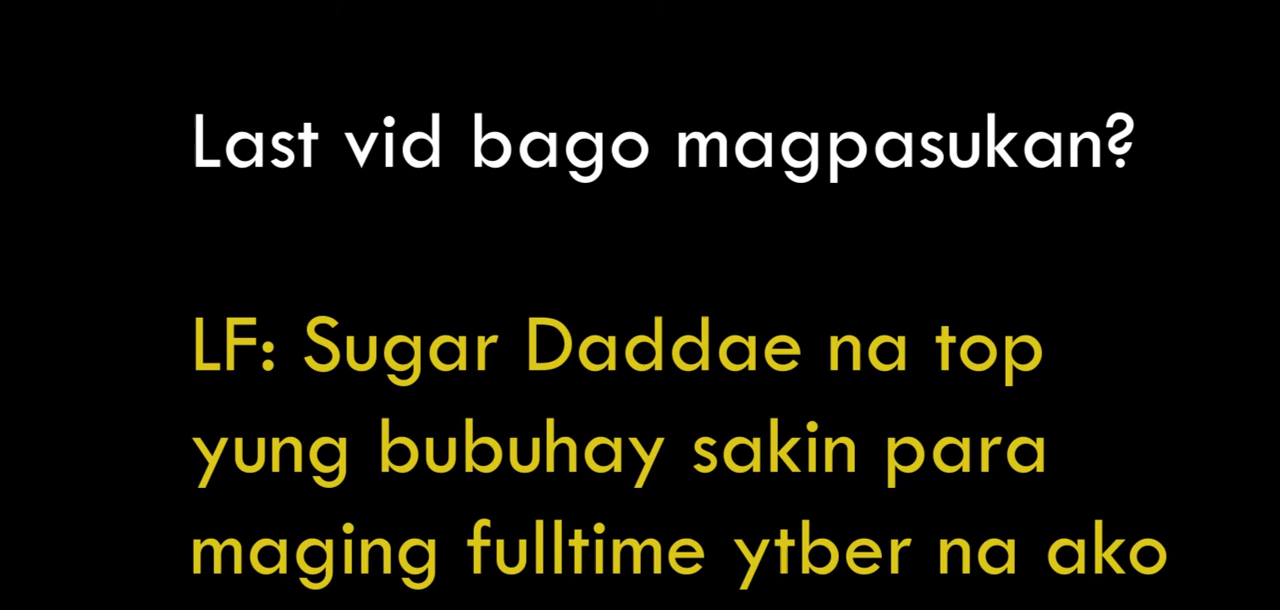 Last vid bago magpasukan?
LF: Sugar Daddae na top
yung bubuhay sakin para
maging fulltime ytber na ako